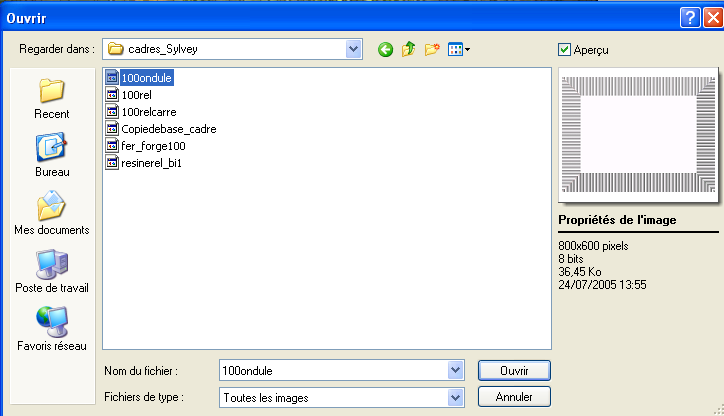 Ouvrir
Regarder dans :
cadres_Sylvey
Aperçu
Recent
Bureau
Mes documents
Poste de travail
Favoris réseau
100ondule
100rel
100relcarre
Copiedebase_cadre
fer_forge100
resinerel_bi1
Propriétés de l'image
800x600 pixels
8 bits
36,45 Ko
24/07/2005 13:55
Nom du fichier :
100ondule
Ouvrir
Fichiers de type :
Toutes les images
Annuler